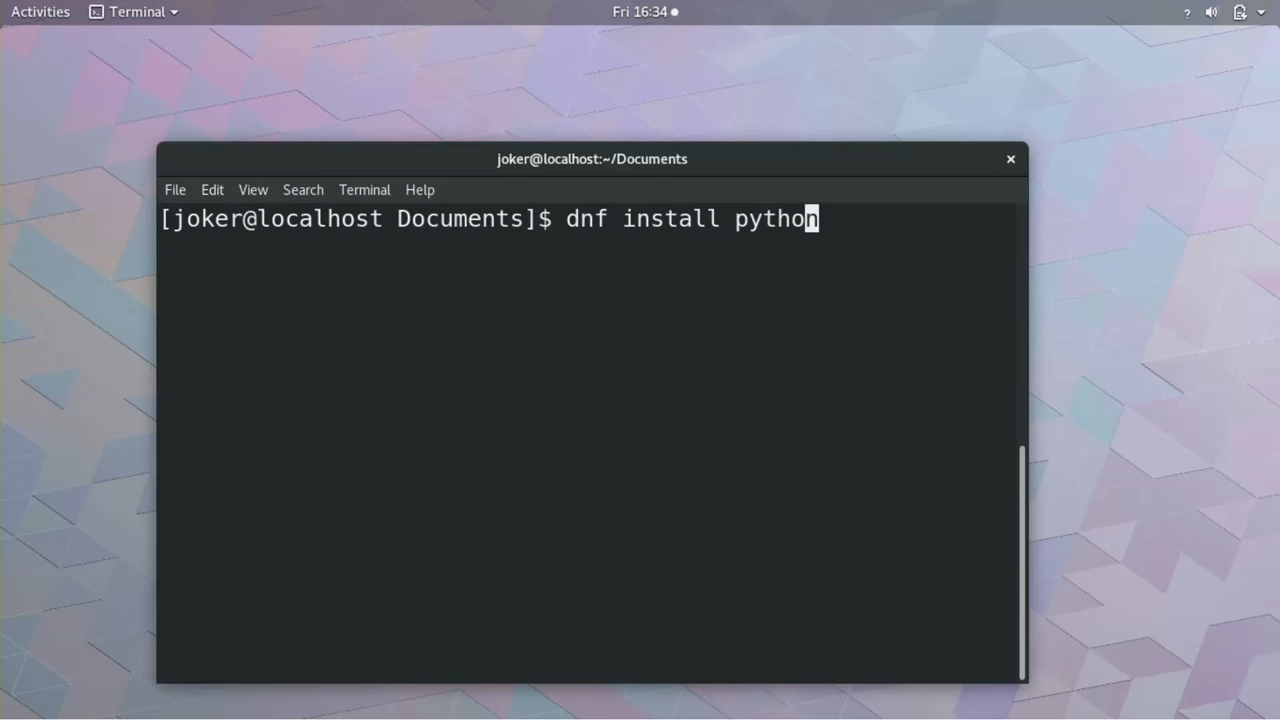 Activities Terminal Fri 16:34 ?
joker@localhost:~/Documents ×
File Edit View Search Terminal Help
[joker@localhost Documents]$ dnf install python